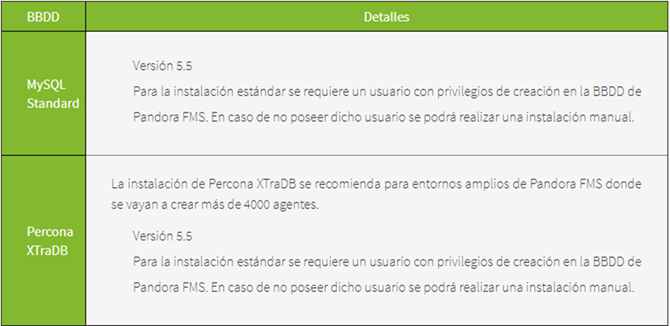 BBDD Detalles
MySQL
Standard
Versión 5.5
Para la instalación estándar se requiere un usuario con privilegios de creación en la BBDD de
Pandora FMS. En caso de no poseer dicho usuario se podrá realizar una instalación manual.
Percona
XTraDB
La instalación de Percona XTraDB se recomienda para entornos amplios de Pandora FMS donde
se vayan a crear más de 4000 agentes.
Versión 5.5
Para la instalación estándar se requiere un usuario con privilegios de creación en la BBDD de
Pandora FMS. En caso de no poseer dicho usuario se podrá realizar una instalación manual.